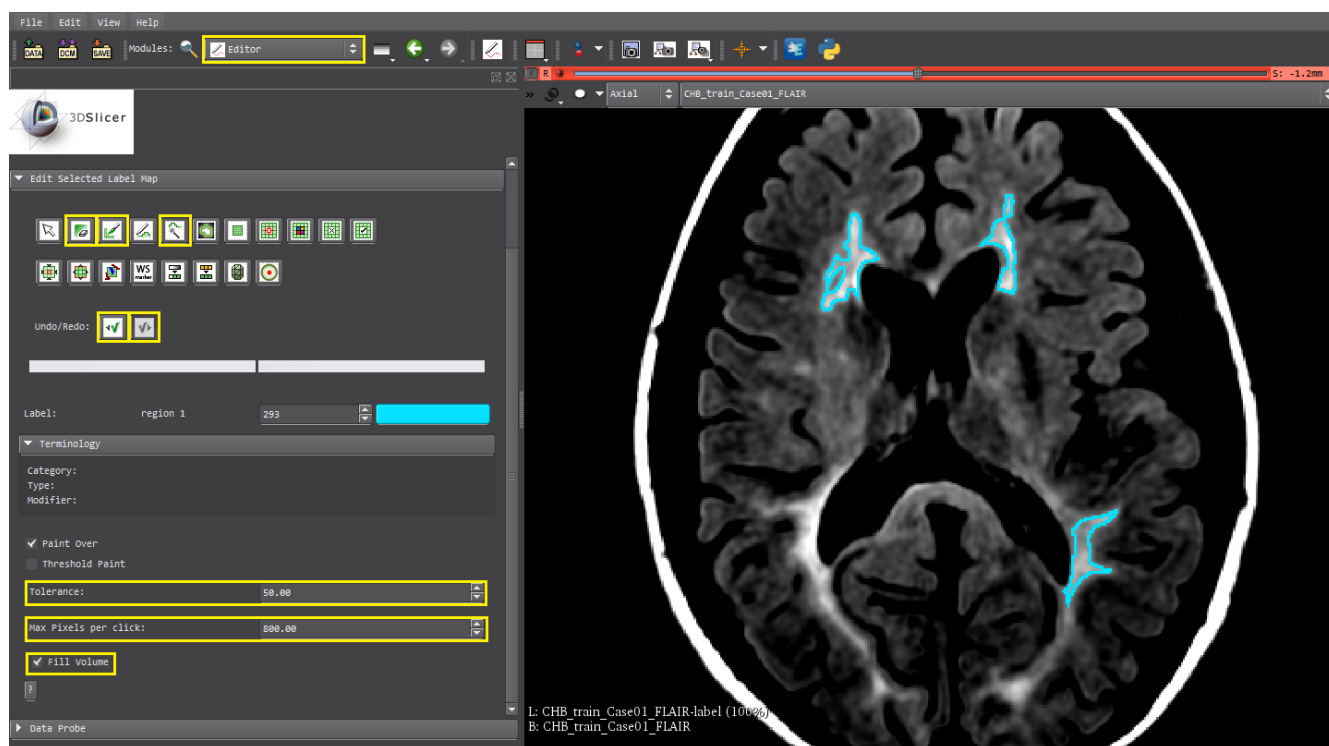 File Edit View Help
DATA DCM SAVE Modules: Editor
R S: -1.2mm
» Axial CHB_train_Case01_FLAIR
3DSlicer
Edit Selected Label Map
WS
marker
Undo/Redo:
Label: region 1 293
Terminology
Category:
Type:
Modifier:
Paint Over
Threshold Paint
Tolerance: 50.00
Max Pixels per click: 800.00
Fill Volume
?
L: CHB_train_Case01_FLAIR-label (100%)
B: CHB_train_Case01_FLAIR
Data Probe